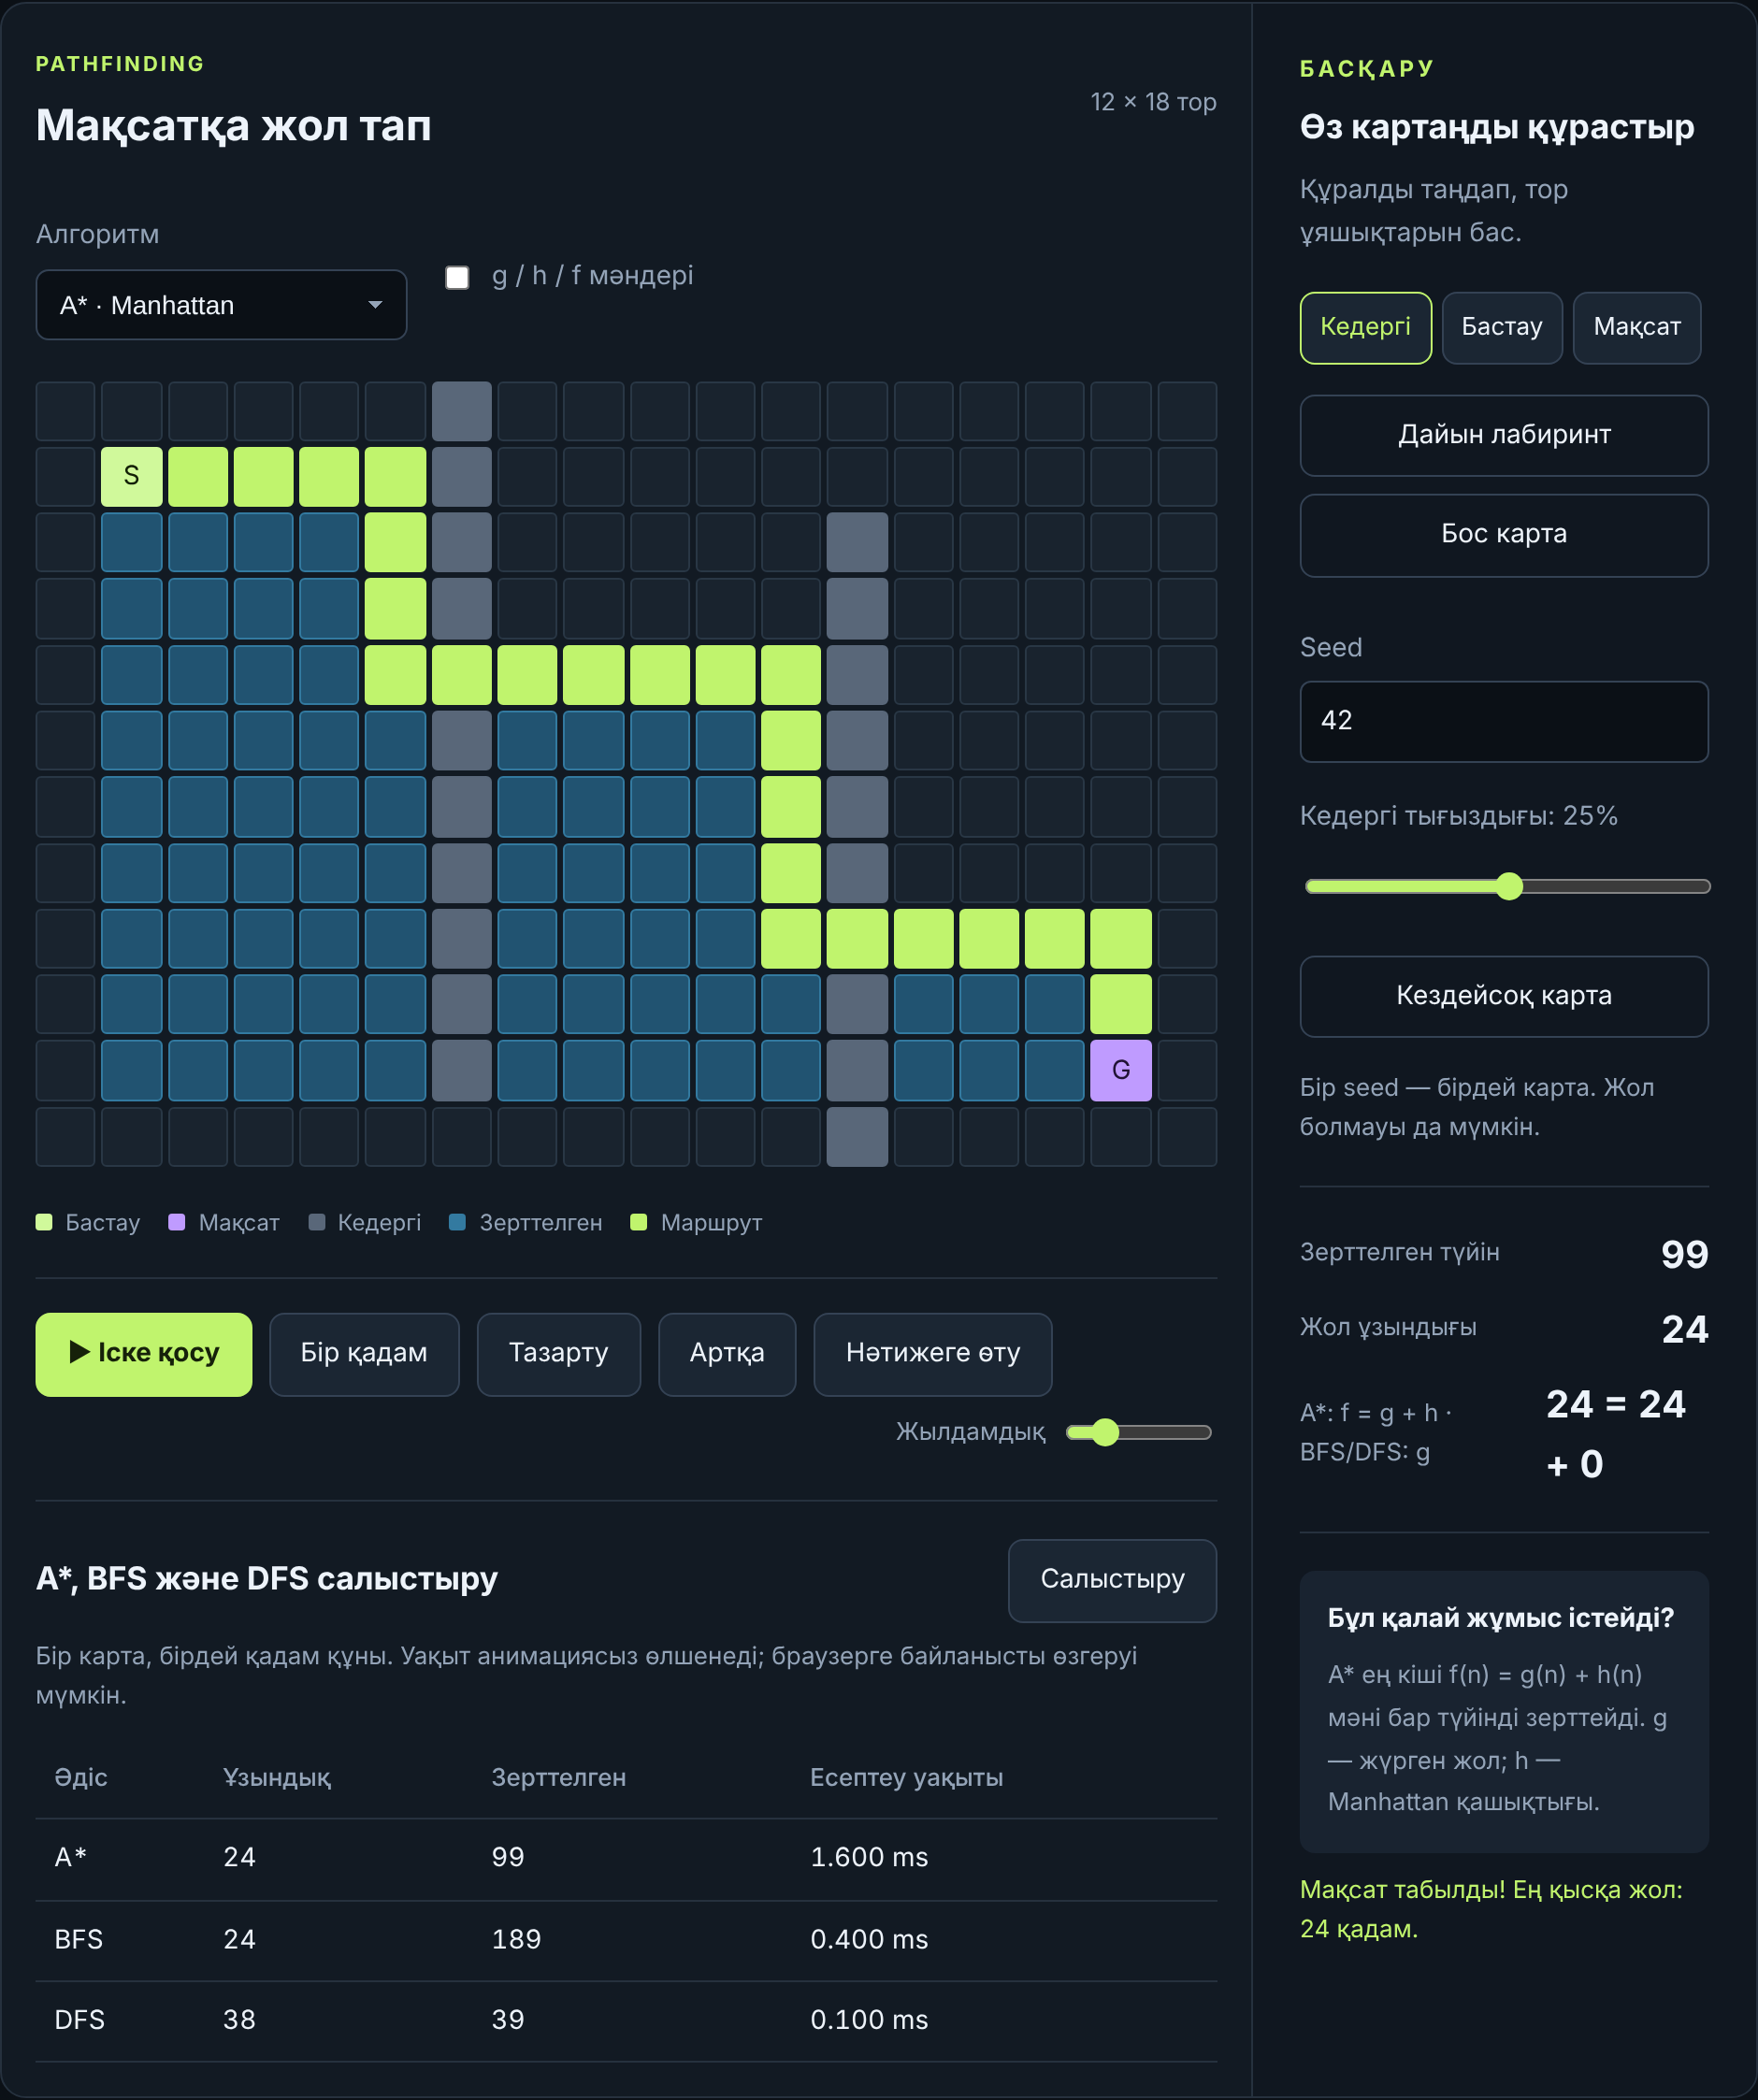 PATHFINDING
Мақсатқа жол тап
12 × 18 тор
Алгоритм
A* · Manhattan
g / h / f мәндері
S
G
Бастау
Мақсат
Кедергі
Зерттелген
Маршрут
▶ Іске қосу
Бір қадам
Тазарту
Артқа
Нәтижеге өту
Жылдамдық
A*, BFS және DFS салыстыру
Салыстыру
Бір карта, бірдей қадам құны. Уақыт анимациясыз өлшенеді; браузерге байланысты өзгеруі
мүмкін.
Әдіс Ұзындық Зерттелген Есептеу уақыты
A* 24 99 1.600 ms
BFS 24 189 0.400 ms
DFS 38 39 0.100 ms
БАСҚАРУ
Өз картаңды құрастыр
Құралды таңдап, тор
ұяшықтарын бас.
Кедергі
Бастау
Мақсат
Дайын лабиринт
Бос карта
Seed
42
Кедергі тығыздығы: 25%
Кездейсоқ карта
Бір seed — бірдей карта. Жол
болмауы да мүмкін.
Зерттелген түйін 99
Жол ұзындығы 24
A*: f = g + h ·
BFS/DFS: g
24 = 24
+ 0
Бұл қалай жұмыс істейді?
A* ең кіші f(n) = g(n) + h(n)
мәні бар түйінді зерттейді. g
— жүрген жол; h —
Manhattan қашықтығы.
Мақсат табылды! Ең қысқа жол:
24 қадам.